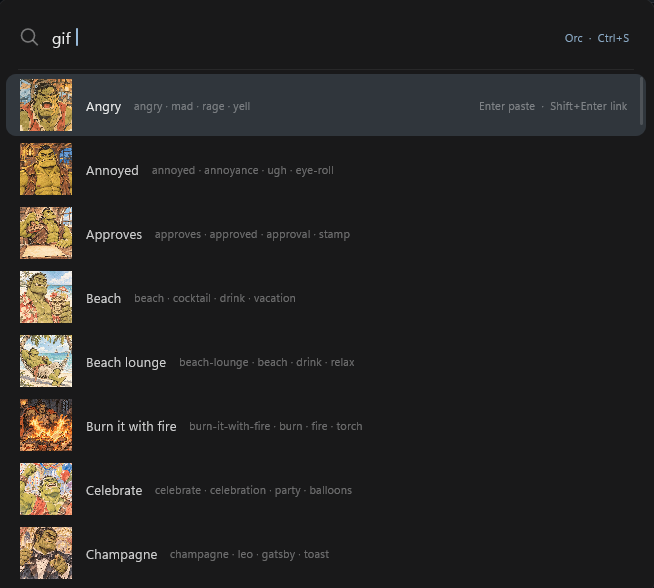 gif
Orc · Ctrl+S
Angry angry · mad · rage · yell Enter paste · Shift+Enter link
Annoyed annoyed · annoyance · ugh · eye-roll
Approves approves · approved · approval · stamp
Beach beach · cocktail · drink · vacation
Beach lounge beach-lounge · beach · drink · relax
Burn it with fire burn-it-with-fire · burn · fire · torch
Celebrate celebrate · celebration · party · balloons
Champagne champagne · leo · gatsby · toast